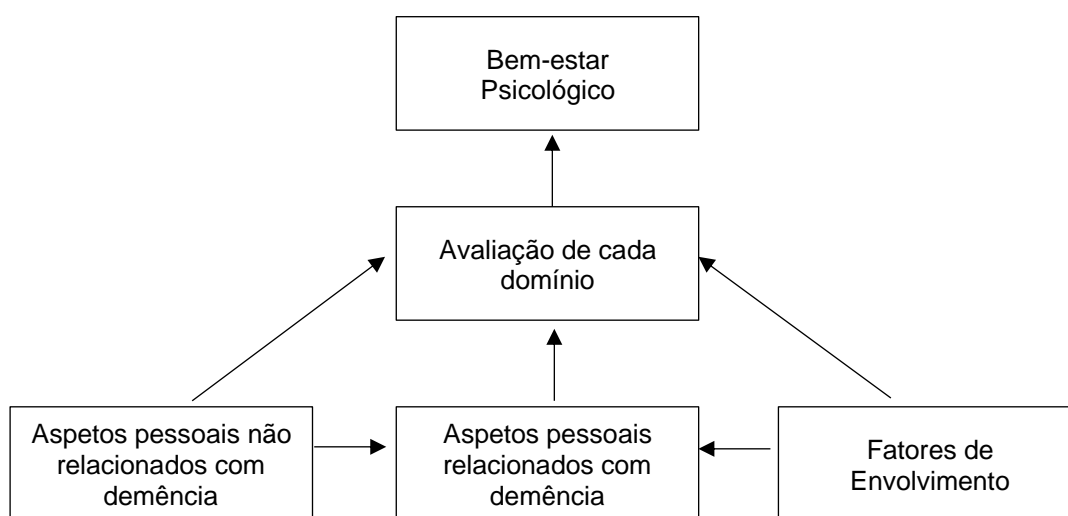 Bem-estar
Psicológico
Avaliação de cada
domínio
Aspetos pessoais não
relacionados com
demência
Aspetos pessoais
relacionados com
demência
Fatores de
Envolvimento